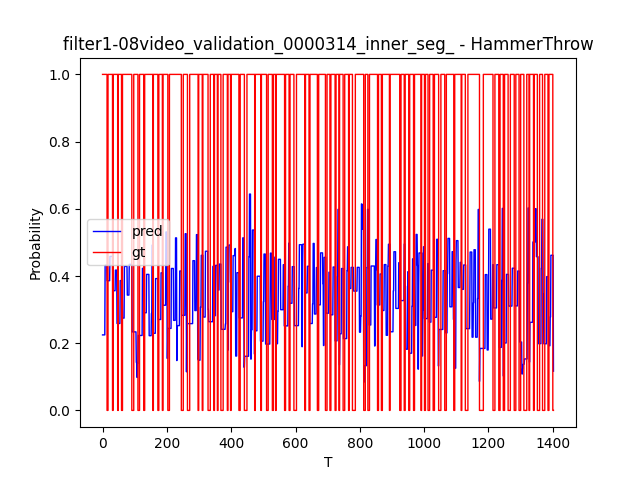 filter1-08video_validation_0000314_inner_seg_ - HammerThrow
1.0
0.8
0.6
0.4
0.2
0.0
Probability
pred
gt
0 200 400 600 800 1000 1200 1400
T